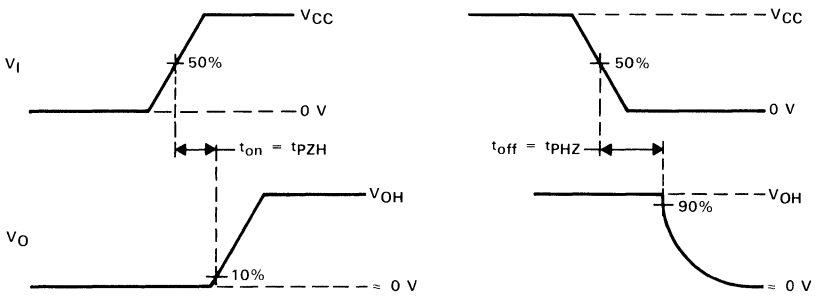 VCC
VCC
VI
50%
50%
0 V
0 V
ton = tPZH
toff = tPHZ
VOH
VOH
90%
VO
10%
≈ 0 V
≈ 0 V